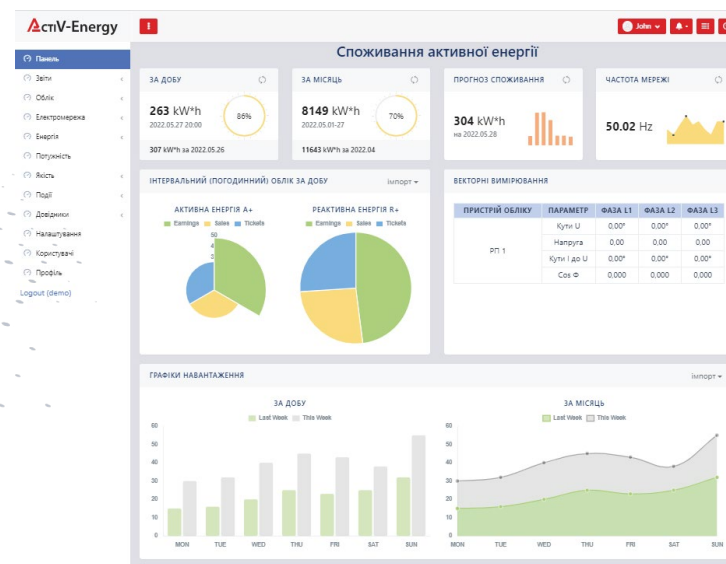 АстіV-Energy
John
Панель
Звіти
Облік
Електромережа
Енергія
Потужність
Якість
Події
Довідники
Налаштування
Користувачі
Профіль
Logout (demo)
Споживання активної енергії
ЗА ДОБУ
263 kW*h
2022.05.27 20:00
86%
307 kW*h за 2022.05.26
ЗА МІСЯЦЬ
8149 kW*h
2022.05.01-27
70%
11643 kW*h за 2022.04
ПРОГНОЗ СПОЖИВАННЯ
304 kW*h
на 2022.05.28
ЧАСТОТА МЕРЕЖІ
50.02 Hz
ІНТЕРВАЛЬНИЙ (ПОГОДИННИЙ) ОБЛІК ЗА ДОБУ
імпорт
АКТИВНА ЕНЕРГІЯ А+
Earnings Sales Tickets
50
4
3
РЕАКТИВНА ЕНЕРГІЯ R+
Earnings Sales Tickets
ВЕКТОРНІ ВИМІРЮВАННЯ
ПРИСТРІЙ ОБЛІКУ ПАРАМЕТР ФАЗА L1 ФАЗА L2 ФАЗА L3
РП 1
Кути U 0,00° 0,00° 0,00°
Напруга 0,00 0,00 0,00
Кути I до U 0,00° 0,00° 0,00°
Cos Ф 0,000 0,000 0,000
ГРАФІКИ НАВАНТАЖЕННЯ
імпорт
ЗА ДОБУ
Last Week This Week
60
50
40
30
20
10
0
MON TUE WED THU FRI SAT SUN
ЗА МІСЯЦЬ
Last Week This Week
60
50
40
30
20
10
0
MON TUE WED THU FRI SAT SUN